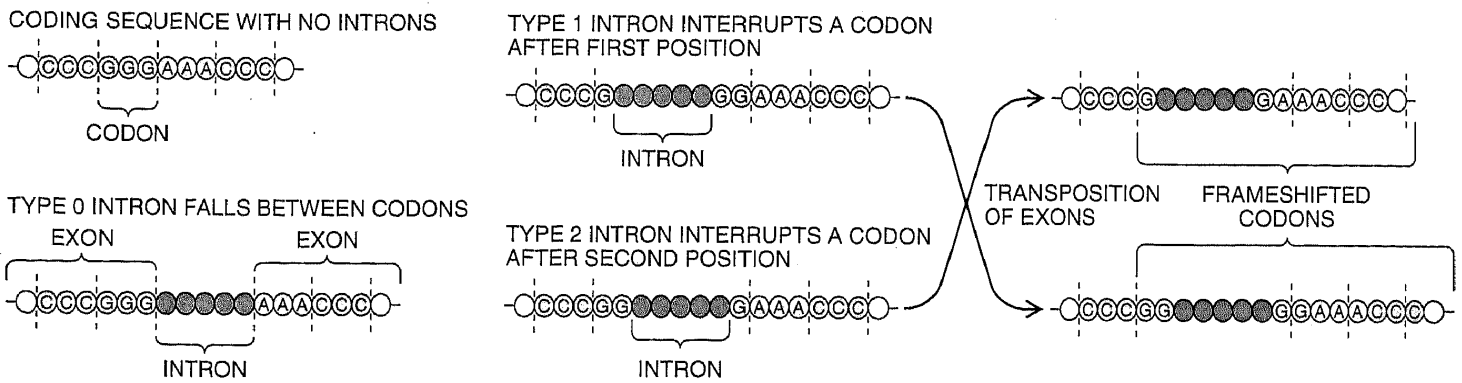 CODING SEQUENCE WITH NO INTRONS
CCCGGGAAACCC
CODON
TYPE 0 INTRON FALLS BETWEEN CODONS
EXON
EXON
CCCGGG AAACCC
INTRON
TYPE 1 INTRON INTERRUPTS A CODON
AFTER FIRST POSITION
CCCG GGAAACCC
INTRON
TYPE 2 INTRON INTERRUPTS A CODON
AFTER SECOND POSITION
CCCGG GAAACCC
INTRON
TRANSPOSITION
OF EXONS
CCCG GAAACCC
FRAMESHIFTED
CODONS
CCCGG GGAAACCC